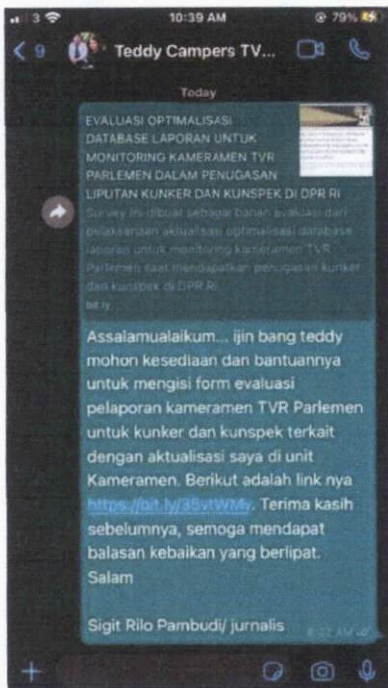 3 10:39 AM 79%
9 Teddy Campers TV...
Today
EVALUASI OPTIMALISASI
DATABASE LAPORAN UNTUK
MONITORING KAMERAMEN TVR
PARLEMEN DALAM PENUGASAN
LIPUTAN KUNKER DAN KUNSPEK DI DPR RI
Survey ini dibuat sebagai bahan evaluasi dari
pelaksanaan aktualisasi optimalisasi database
laporan untuk monitoring kameramen TVR
Parlemen saat mendapatkan penugasan kunker
dan kunspek di DPR RI
bit.ly
Assalamualaikum... ijin bang teddy
mohon kesediaan dan bantuannya
untuk mengisi form evaluasi
pelaporan kameramen TVR Parlemen
untuk kunker dan kunspek terkait
dengan aktualisasi saya di unit
Kameramen. Berikut adalah link nya
Terima kasih
sebelumnya, semoga mendapat
balasan kebaikan yang berlipat.
Salam
Sigit Rilo Pambudi/ jurnalis